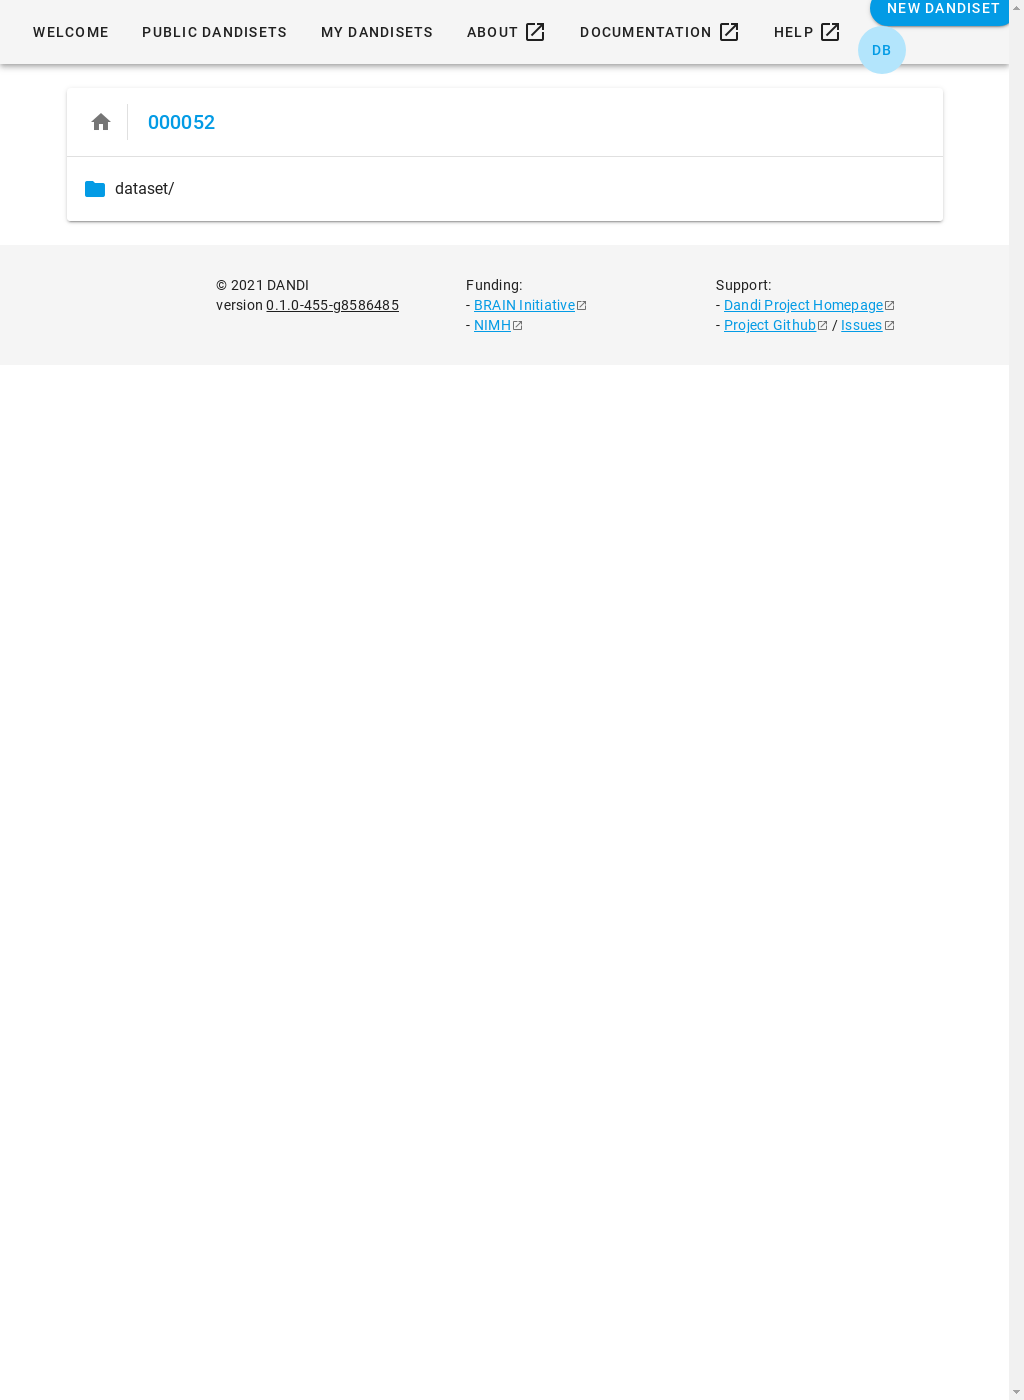 NEW DANDISET
WELCOME PUBLIC DANDISETS MY DANDISETS ABOUT DOCUMENTATION HELP
DB
000052
dataset/
© 2021 DANDI
version 0.1.0-455-g8586485
Funding:
- BRAIN Initiative
- NIMH
Support:
- Dandi Project Homepage
- Project Github / Issues